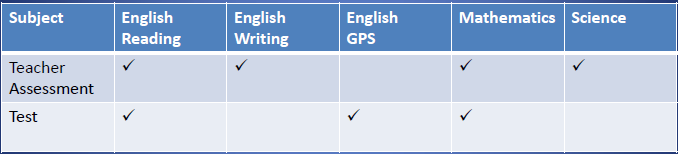 Subject English Reading English Writing English GPS Mathematics Science
Teacher Assessment ✓ ✓ ✓ ✓
Test ✓ ✓ ✓